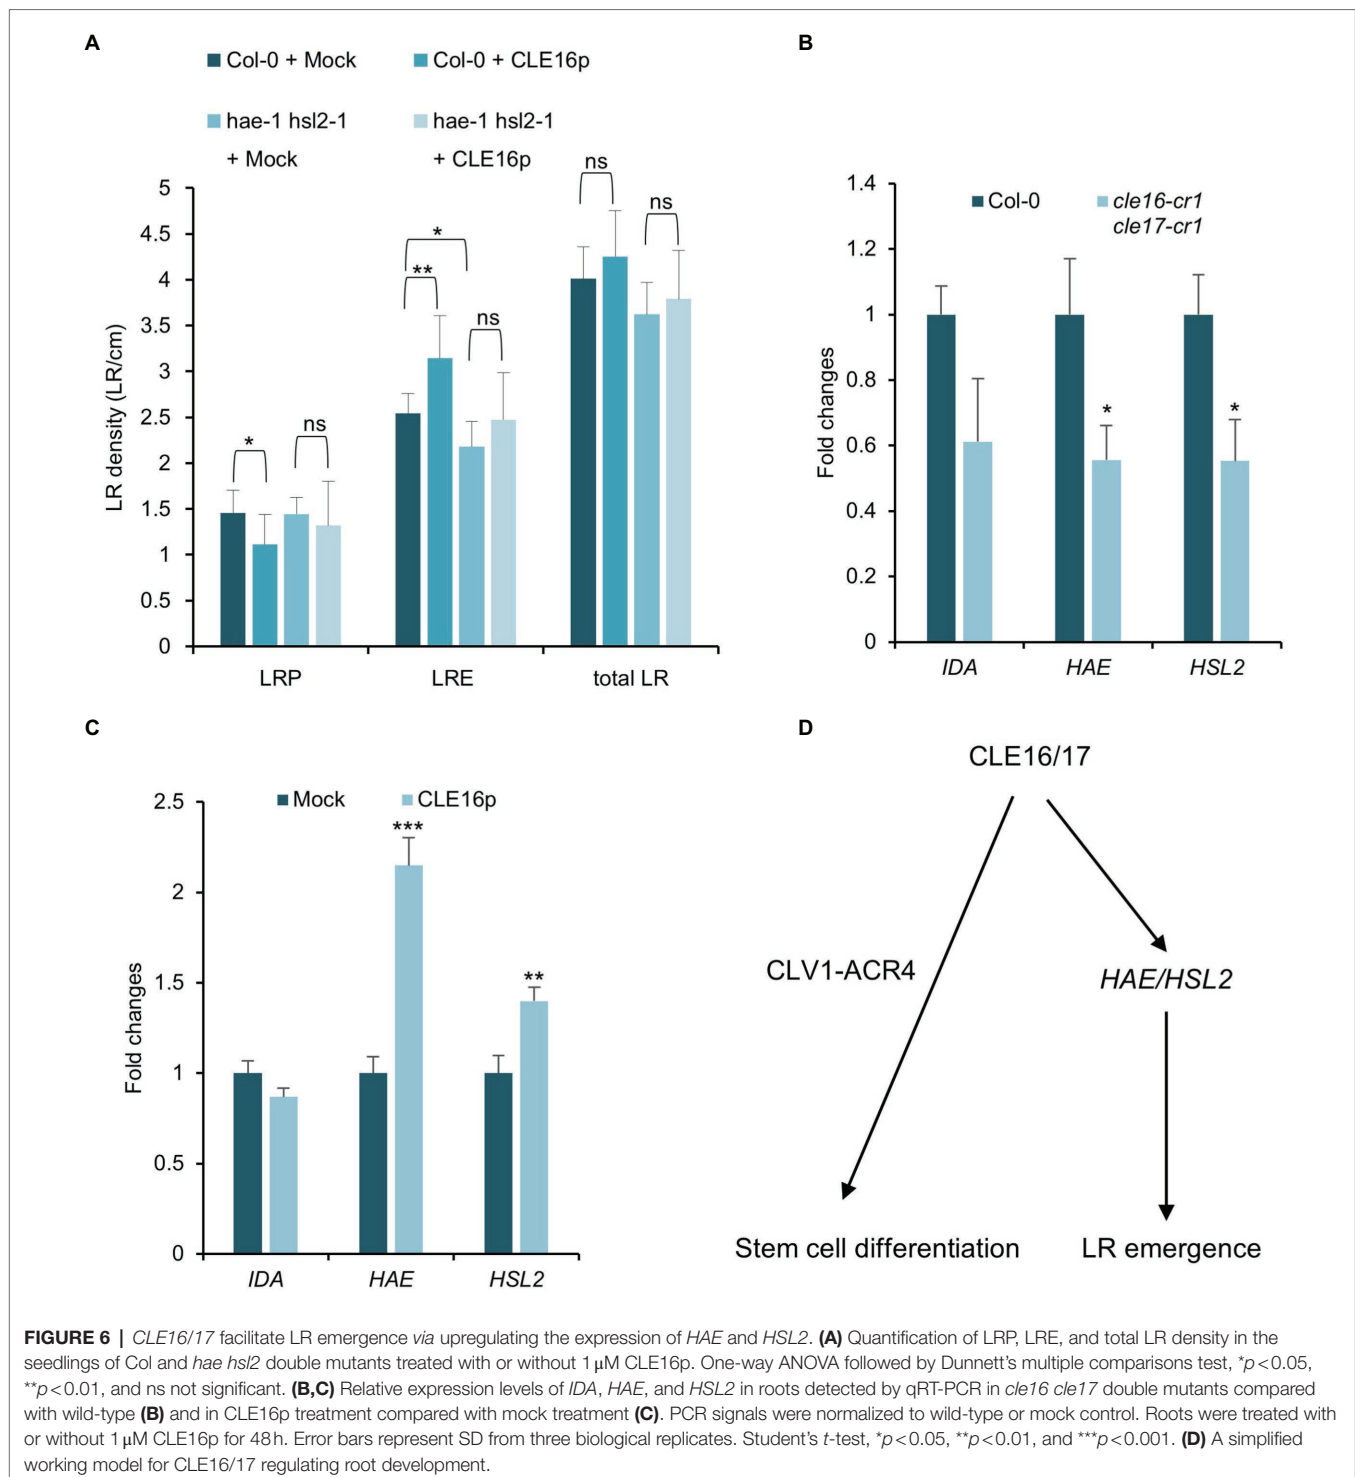 A
Col-0 + Mock
Col-0 + CLE16p
hae-1 hsl2-1
+ Mock
hae-1 hsl2-1
+ CLE16p
LR density (LR/cm)
5
4.5
4
3.5
3
2.5
2
1.5
1
0.5
0
*
ns
**
*
ns
ns
ns
LRP
LRE
total LR
B
Col-0
cle16-cr1
cle17-cr1
Fold changes
1.4
1.2
1
0.8
0.6
0.4
0.2
0
*
*
IDA
HAE
HSL2
C
Mock
CLE16p
Fold changes
2.5
2
1.5
1
0.5
0
***
**
IDA
HAE
HSL2
D
CLE16/17
CLV1-ACR4
HAE/HSL2
Stem cell differentiation
LR emergence
FIGURE 6 | CLE16/17 facilitate LR emergence via upregulating the expression of HAE and HSL2. (A) Quantification of LRP, LRE, and total LR density in the
seedlings of Col and hae hsl2 double mutants treated with or without 1 μM CLE16p. One-way ANOVA followed by Dunnett's multiple comparisons test, *p<0.05,
**p<0.01, and ns not significant. (B,C) Relative expression levels of IDA, HAE, and HSL2 in roots detected by qRT-PCR in cle16 cle17 double mutants compared
with wild-type (B) and in CLE16p treatment compared with mock treatment (C). PCR signals were normalized to wild-type or mock control. Roots were treated with
or without 1 μM CLE16p for 48 h. Error bars represent SD from three biological replicates. Student's t-test, *p<0.05, **p<0.01, and ***p<0.001. (D) A simplified
working model for CLE16/17 regulating root development.